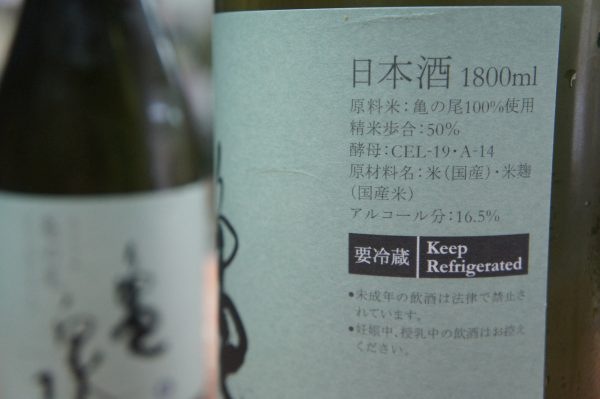 日本酒 1800ml
原料米：亀の尾100%使用
精米歩合：50%
酵母：CEL-19・A-14
原材料名：米（国産）・米麹
（国産米）
アルコール分：16.5%
要冷蔵
Keep
Refrigerated
●未成年の飲酒は法律で禁止さ
れています。
●妊娠中、授乳中の飲酒はお控え
ください。